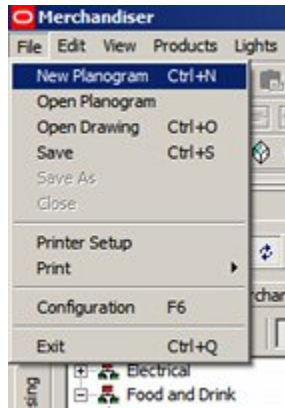 Merchandiser
File Edit View Products Lights
New Planogram Ctrl+N
Open Planogram
Open Drawing Ctrl+O
Save Ctrl+S
Save As
Close
Printer Setup
Print
Configuration F6
Exit Ctrl+Q
Electrical
Food and Drink